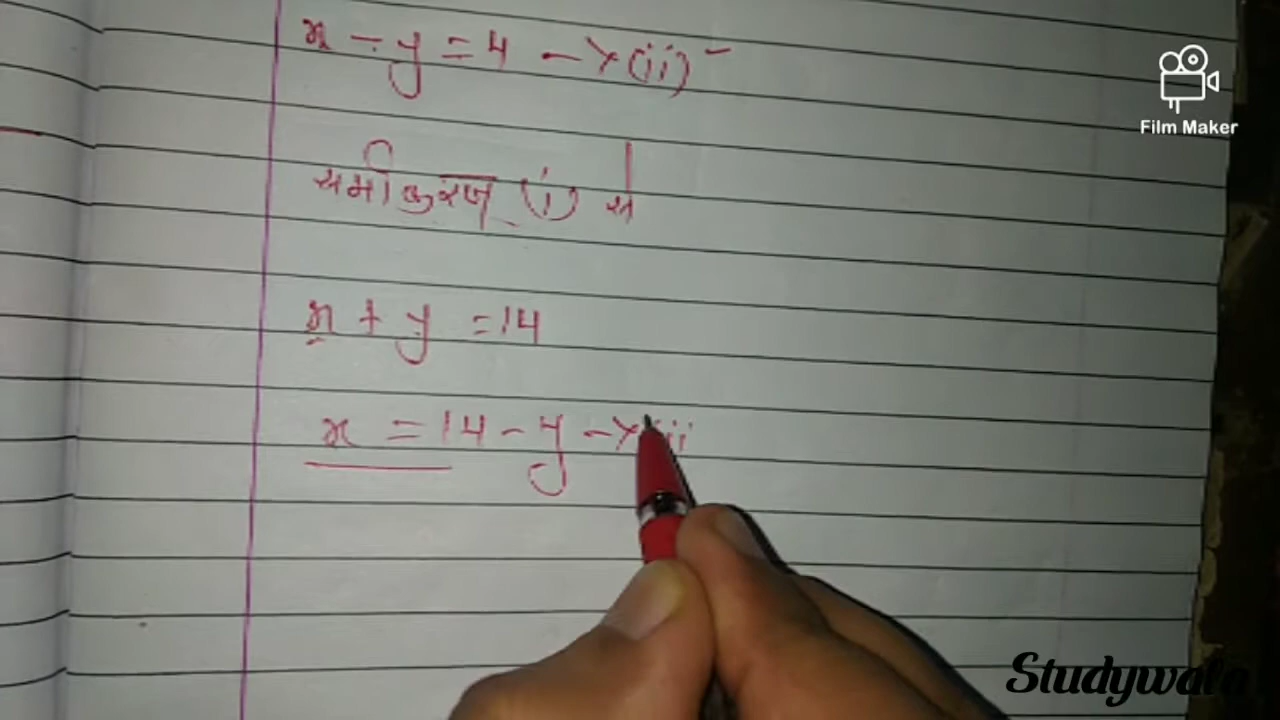 x - y = 4 -> (ii) -
Film Maker
समीकरण (i) से
x + y = 14
x = 14 - y -> (iii
Studywala